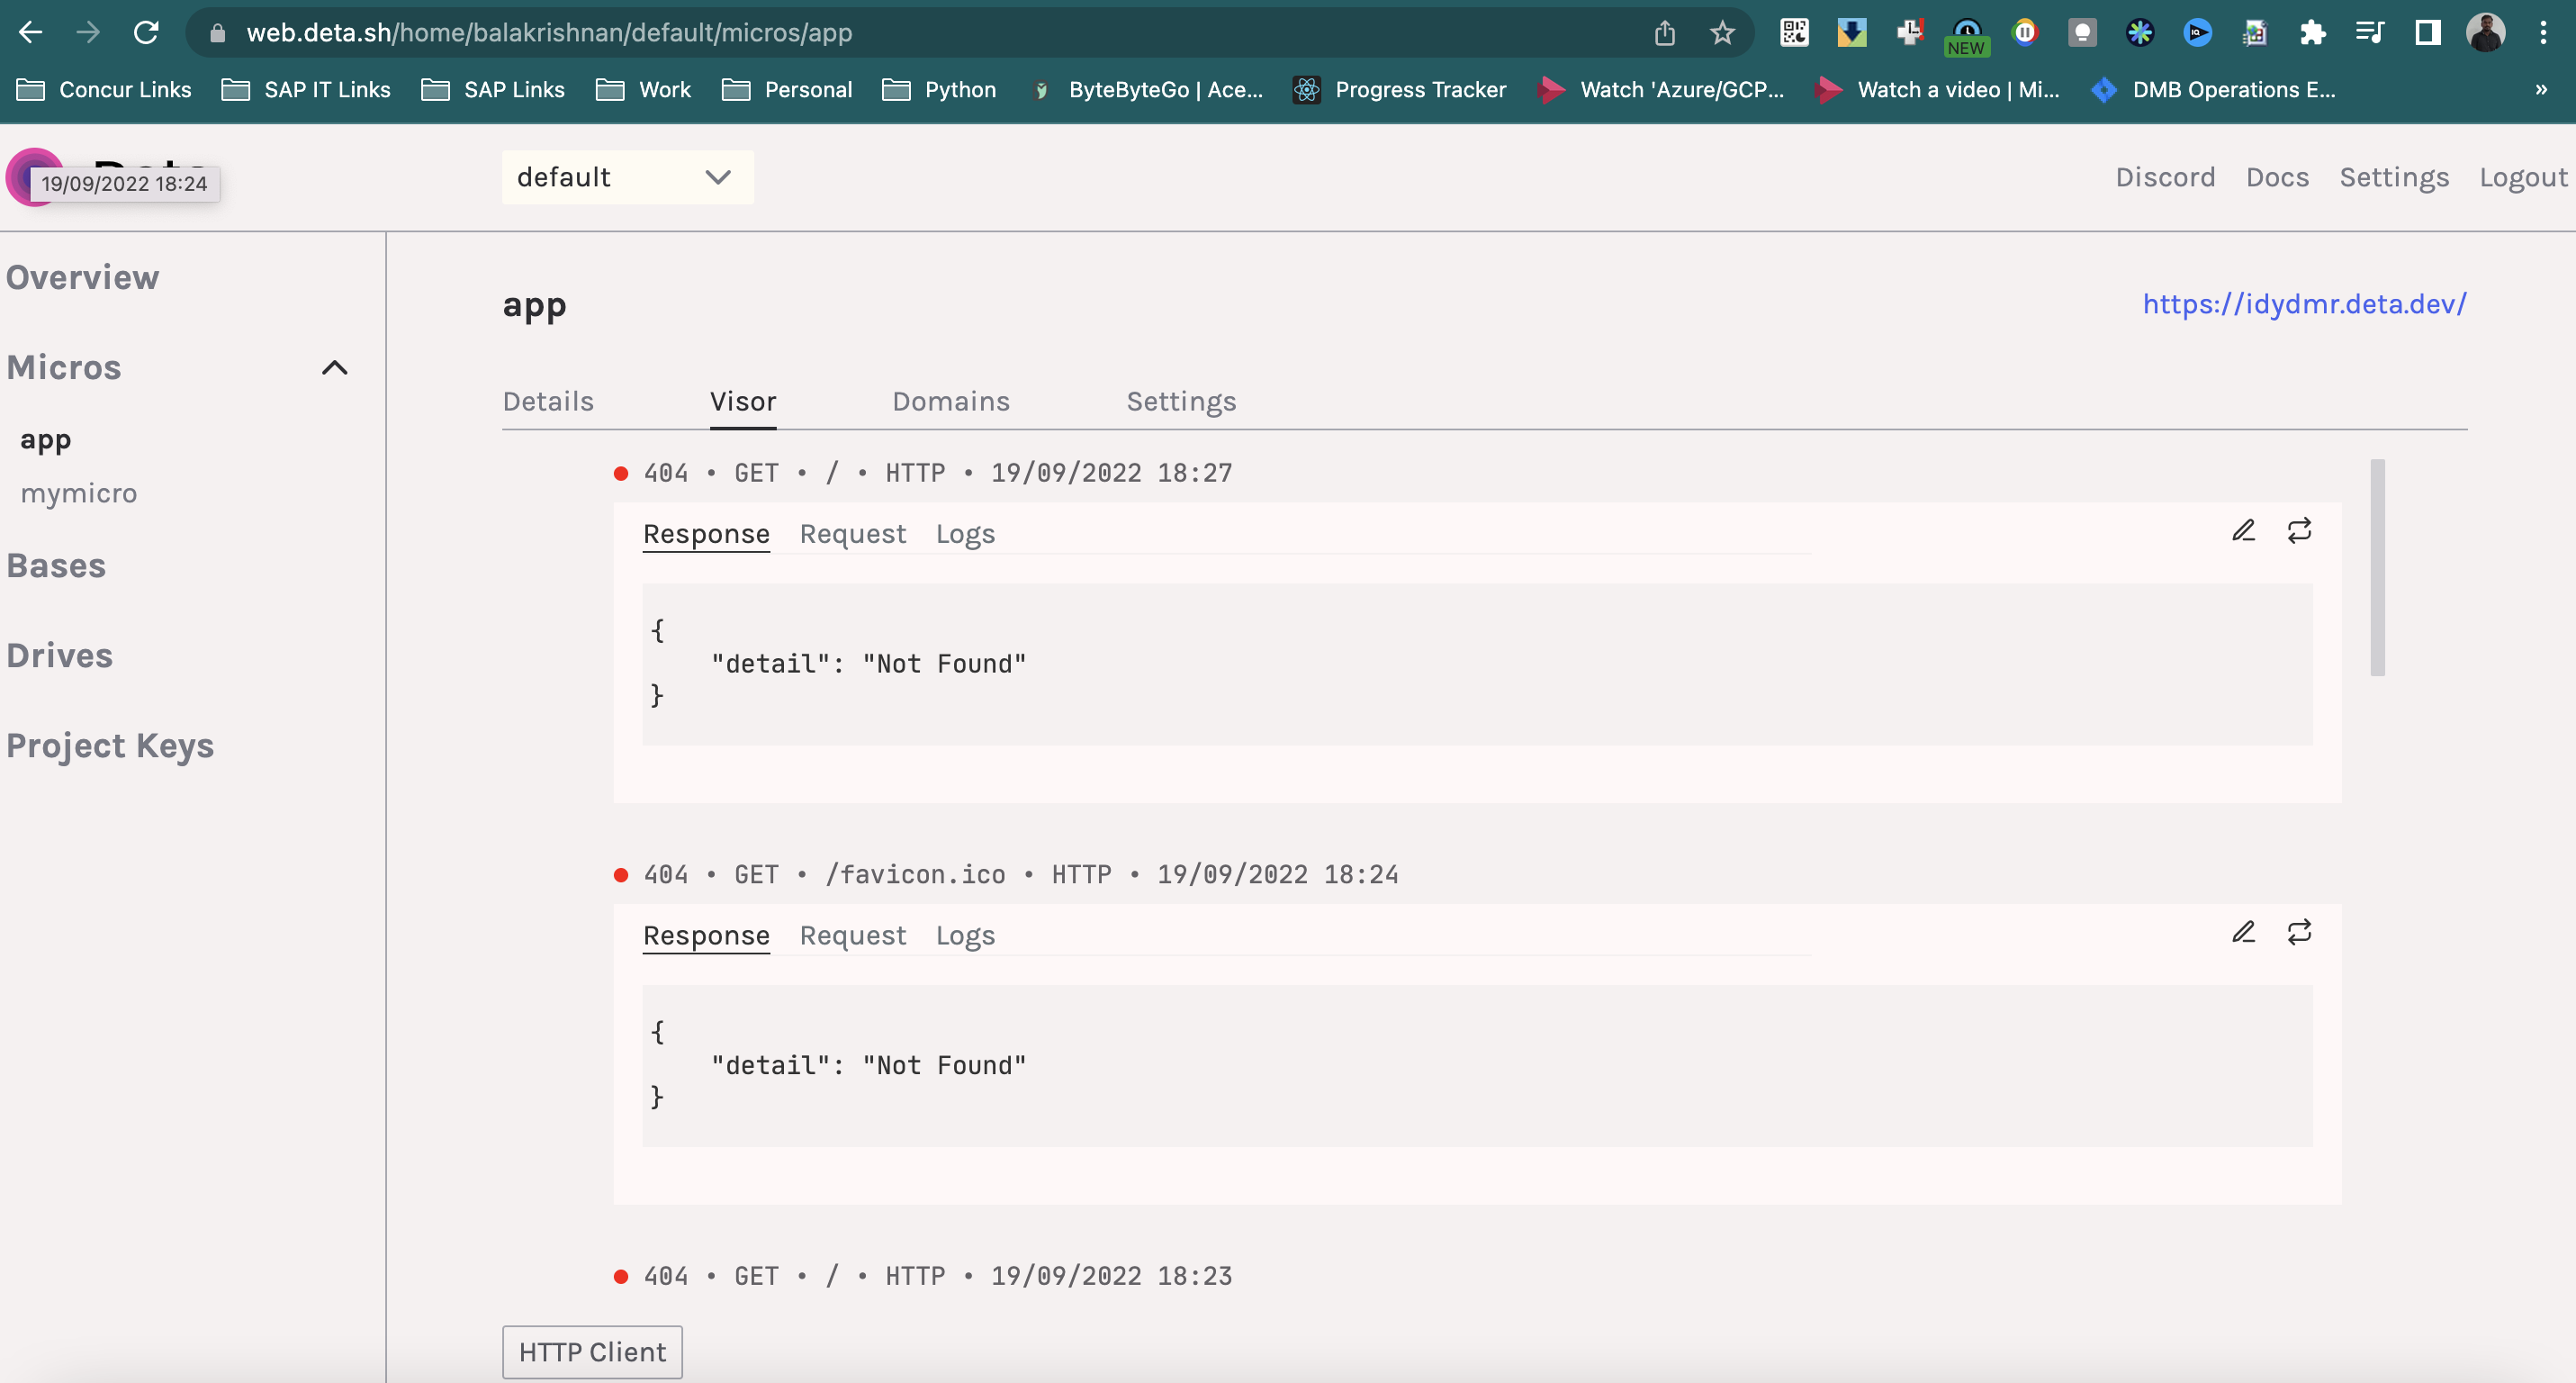 web.deta.sh/home/balakrishnan/default/micros/app
NEW
Concur Links SAP IT Links SAP Links Work Personal Python ByteByteGo | Ace... Progress Tracker Watch 'Azure/GCP... Watch a video | Mi... DMB Operations E... »
19/09/2022 18:24
default
Discord Docs Settings Logout
Overview
Micros
app
mymicro
Bases
Drives
Project Keys
app
https://idydmr.deta.dev/
Details Visor Domains Settings
404 • GET • / • HTTP • 19/09/2022 18:27
Response Request Logs
{
"detail": "Not Found"
}
404 • GET • /favicon.ico • HTTP • 19/09/2022 18:24
Response Request Logs
{
"detail": "Not Found"
}
404 • GET • / • HTTP • 19/09/2022 18:23
HTTP Client